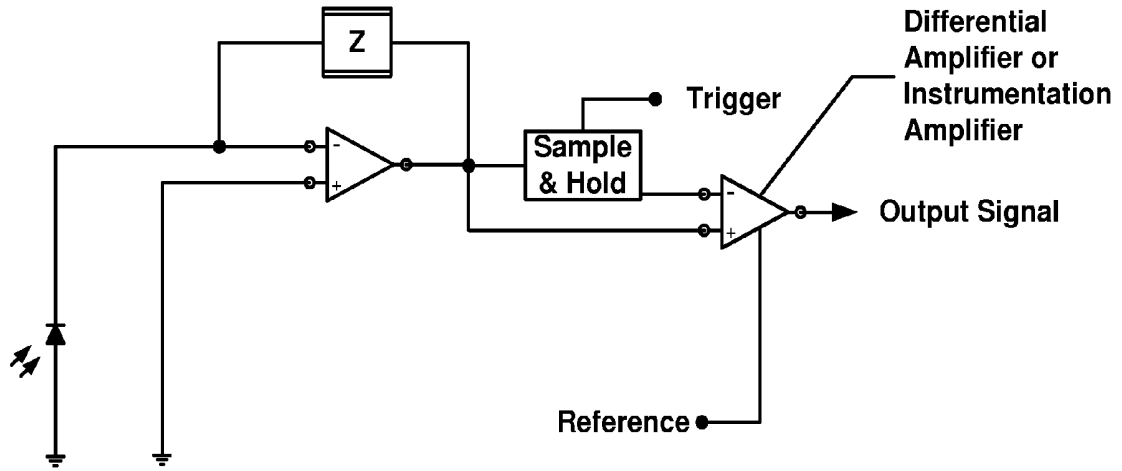 Z
Differential
Amplifier or
Instrumentation
Amplifier
Trigger
-
+
Sample
& Hold
-
+
Output Signal
Reference